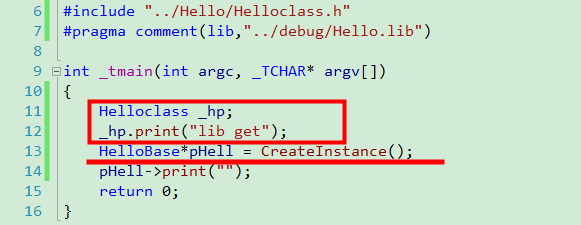 6 #include "../Hello/Helloclass.h"
7 #pragma comment(lib,"../debug/Hello.lib")
8
9 int _tmain(int argc, _TCHAR* argv[])
10 {
11 Helloclass _hp;
12 _hp.print("lib get");
13 HelloBase*pHell = CreateInstance();
14 pHell->print("");
15 return 0;
16 }